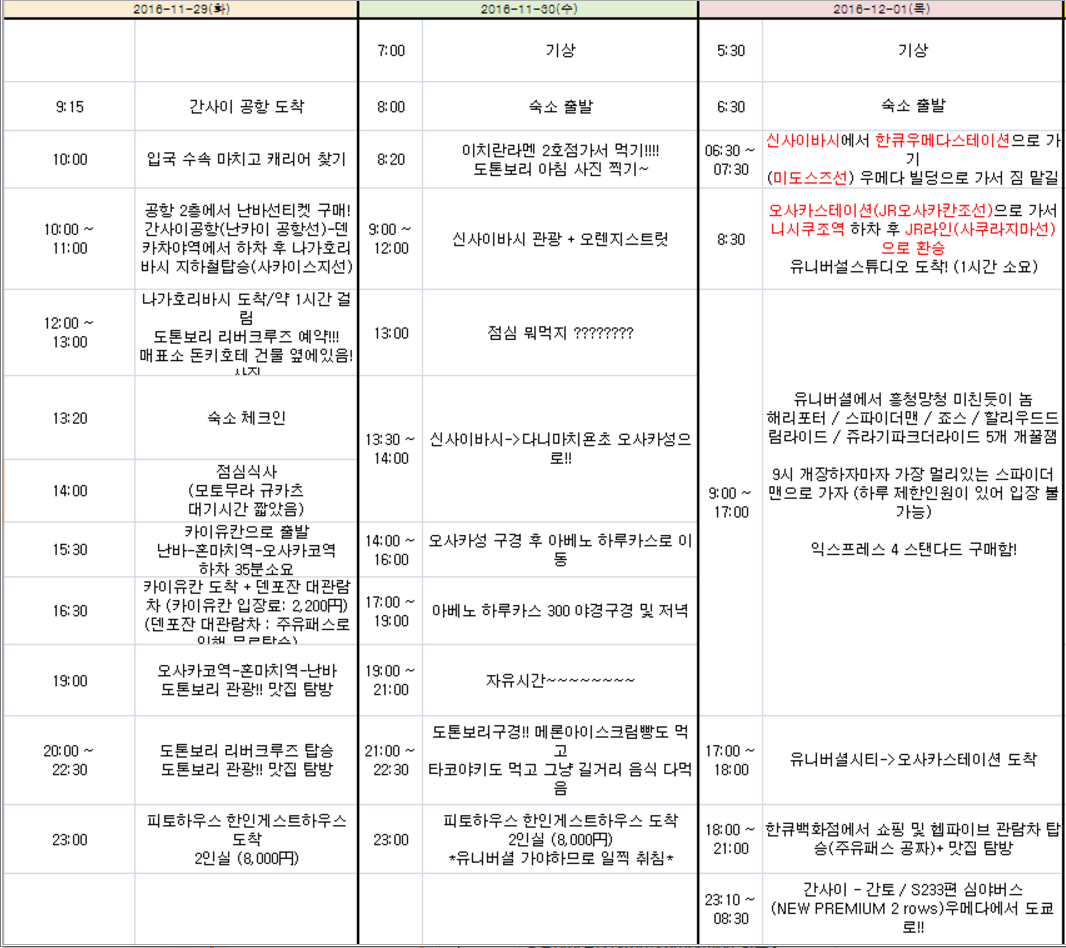 2016-11-29(화)
9:15
간사이 공항 도착
10:00
입국 수속 마치고 캐리어 찾기
10:00 ~
11:00
공항 2층에서 난바선티켓 구매!
간사이공항(난카이 공항선)-덴
카차야역에서 하차 후 나가호리
바시 지하철탑승(사카이스지선)
12:00 ~
13:00
나가호리바시 도착/약 1시간 걸
림
도톤보리 리버크루즈 예약!!!
매표소 돈키호테 건물 옆에있음!
사진
13:20
숙소 체크인
14:00
점심식사
(모토무라 규카츠
대기시간 짧았음)
15:30
카이유칸으로 출발
난바-혼마치역-오사카코역
하차 35분소요
16:30
카이유칸 도착 + 덴포잔 대관람
차 (카이유칸 입장료: 2,200円)
(덴포잔 대관람차 : 주유패스로
인해 무료탑승)
19:00
오사카코역-혼마치역-난바
도톤보리 관광!! 맛집 탐방
20:00 ~
22:30
도톤보리 리버크루즈 탑승
도톤보리 관광!! 맛집 탐방
23:00
피토하우스 한인게스트하우스
도착
2인실 (8,000円)
2016-11-30(수)
7:00
기상
8:00
숙소 출발
8:20
이치란라멘 2호점가서 먹기!!!!
도톤보리 아침 사진 찍기~
9:00 ~
12:00
신사이바시 관광 + 오렌지스트릿
13:00
점심 뭐먹지 ????????
13:30 ~
14:00
신사이바시->다니마치욘초 오사카성으
로!!
14:00 ~
16:00
오사카성 구경 후 아베노 하루카스로 이
동
17:00 ~
19:00
아베노 하루카스 300 야경구경 및 저녁
19:00 ~
21:00
자유시간~~~~~~~~
21:00 ~
22:30
도톤보리구경!! 메론아이스크림빵도 먹
고
타코야키도 먹고 그냥 길거리 음식 다먹
음
23:00
피토하우스 한인게스트하우스 도착
2인실 (8,000円)
*유니버셜 가야하므로 일찍 취침*
2016-12-01(목)
5:30
기상
6:30
숙소 출발
06:30 ~
07:30
신사이바시에서 한큐우메다스테이션으로 가
기
(미도스즈선) 우메다 빌딩으로 가서 짐 맡길
8:30
오사카스테이션(JR오사카칸조선)으로 가서
니시쿠조역 하차 후 JR라인(사쿠라지마선)
으로 환승
유니버설스튜디오 도착! (1시간 소요)
9:00 ~
17:00
유니버셜에서 흥청망청 미친듯이 놈
해리포터 / 스파이더맨 / 죠스 / 할리우드드
림라이드 / 쥬라기파크더라이드 5개 개꿀잼
9시 개장하자마자 가장 멀리있는 스파이더
맨으로 가자 (하루 제한인원이 있어 입장 불
가능)
익스프레스 4 스탠다드 구매함!
17:00 ~
18:00
유니버셜시티->오사카스테이션 도착
18:00 ~
21:00
한큐백화점에서 쇼핑 및 헵파이브 관람차 탑
승(주유패스 공짜)+ 맛집 탐방
23:10 ~
08:30
간사이 - 간토 / S233편 심야버스
(NEW PREMIUM 2 rows)우메다에서 도쿄
로!!